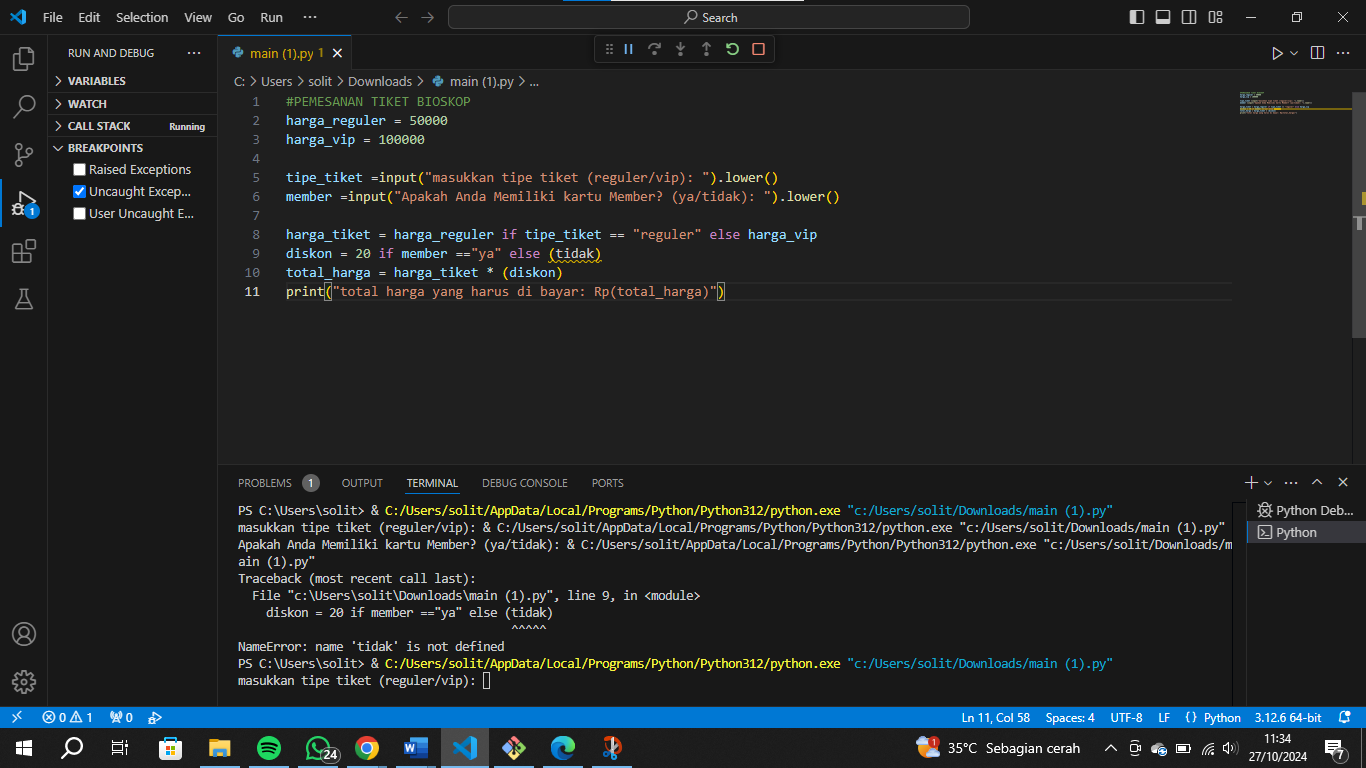 File Edit Selection View Go Run ··· Search
RUN AND DEBUG ···
VARIABLES
WATCH
CALL STACK Running
BREAKPOINTS
Raised Exceptions
Uncaught Excep...
User Uncaught E...
1
main (1).py 1
C: > Users > solit > Downloads > main (1).py > ...
1 #PEMESANAN TIKET BIOSKOP
2 harga_reguler = 50000
3 harga_vip = 100000
4
5 tipe_tiket =input("masukkan tipe tiket (reguler/vip): ").lower()
6 member =input("Apakah Anda Memiliki kartu Member? (ya/tidak): ").lower()
7
8 harga_tiket = harga_reguler if tipe_tiket == "reguler" else harga_vip
9 diskon = 20 if member =="ya" else (tidak)
10 total_harga = harga_tiket * (diskon)
11 print("total harga yang harus di bayar: Rp(total_harga)")
PROBLEMS 1 OUTPUT TERMINAL DEBUG CONSOLE PORTS
PS C:\Users\solit> & C:/Users/solit/AppData/Local/Programs/Python/Python312/python.exe "c:/Users/solit/Downloads/main (1).py"
masukkan tipe tiket (reguler/vip): & C:/Users/solit/AppData/Local/Programs/Python/Python312/python.exe "c:/Users/solit/Downloads/main (1).py"
Apakah Anda Memiliki kartu Member? (ya/tidak): & C:/Users/solit/AppData/Local/Programs/Python/Python312/python.exe "c:/Users/solit/Downloads/m
ain (1).py"
Traceback (most recent call last):
File "c:\Users\solit\Downloads\main (1).py", line 9, in <module>
diskon = 20 if member =="ya" else (tidak)
^^^^^
NameError: name 'tidak' is not defined
PS C:\Users\solit> & C:/Users/solit/AppData/Local/Programs/Python/Python312/python.exe "c:/Users/solit/Downloads/main (1).py"
masukkan tipe tiket (reguler/vip):
Python Deb...
Python
0 1 0 Ln 11, Col 58 Spaces: 4 UTF-8 LF {} Python 3.12.6 64-bit
24 1 35°C Sebagian cerah 11:34
27/10/2024 7